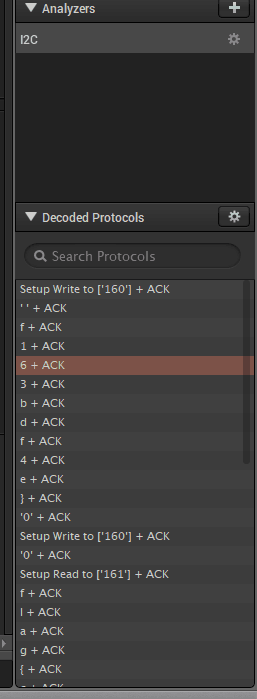 Analyzers
I2C
Decoded Protocols
Search Protocols
Setup Write to ['160'] + ACK
' ' + ACK
f + ACK
1 + ACK
6 + ACK
3 + ACK
b + ACK
d + ACK
f + ACK
4 + ACK
e + ACK
} + ACK
'0' + ACK
Setup Write to ['160'] + ACK
'0' + ACK
Setup Read to ['161'] + ACK
f + ACK
l + ACK
a + ACK
g + ACK
{ + ACK